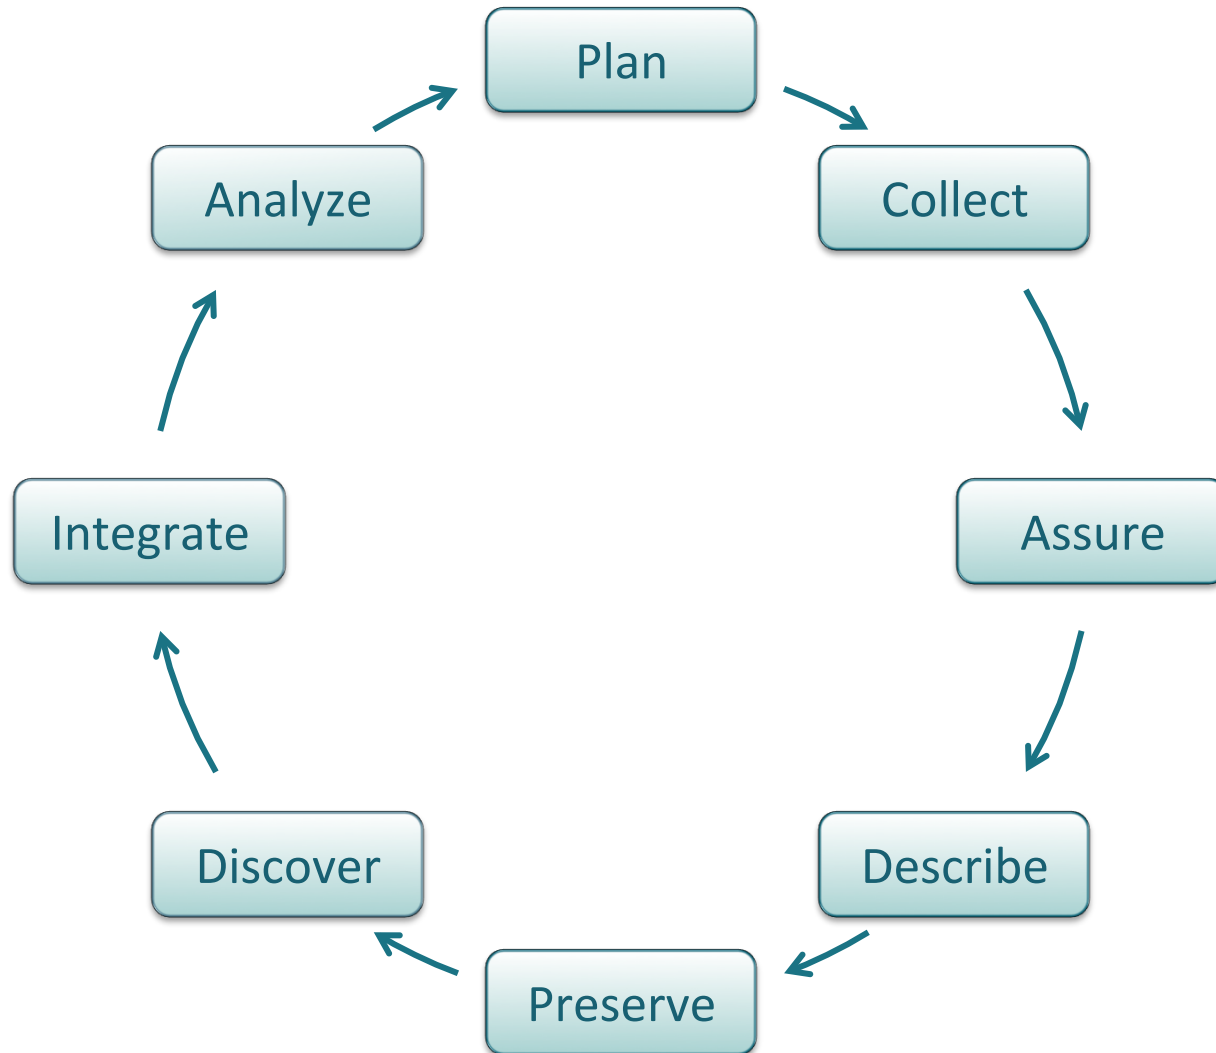 Plan
Collect
Assure
Describe
Preserve
Discover
Integrate
Analyze